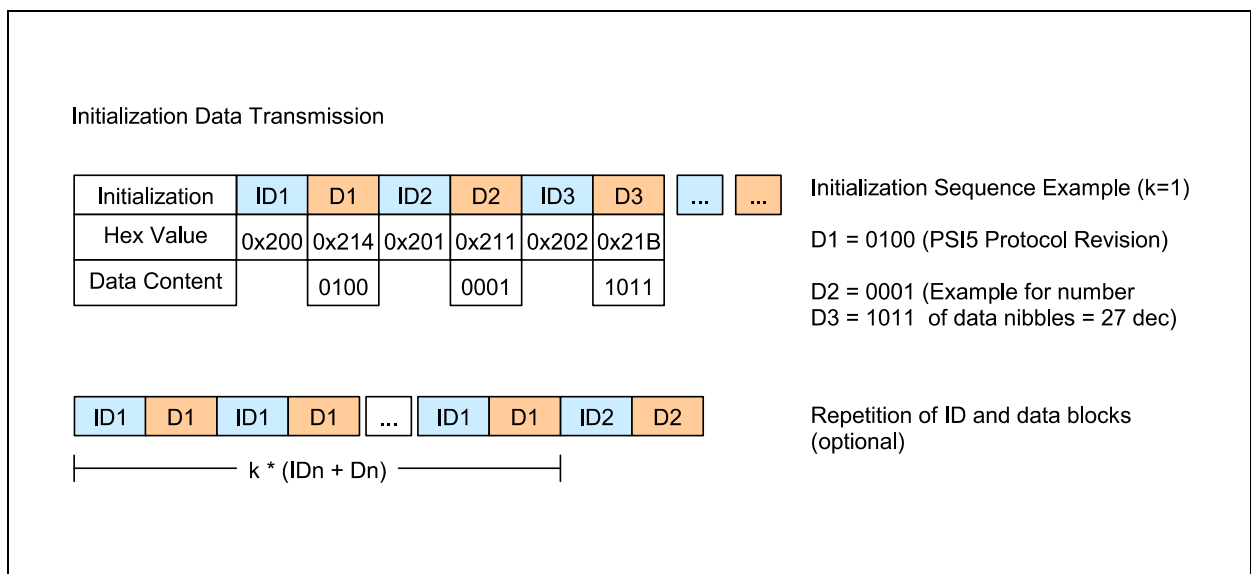 Initialization Data Transmission
Initialization ID1 D1 ID2 D2 ID3 D3 ... ...
Hex Value 0x200 0x214 0x201 0x211 0x202 0x21B
Data Content 0100 0001 1011
Initialization Sequence Example (k=1)
D1 = 0100 (PSI5 Protocol Revision)
D2 = 0001 (Example for number
D3 = 1011 of data nibbles = 27 dec)
ID1 D1 ID1 D1 ... ID1 D1 ID2 D2
k * (IDn + Dn)
Repetition of ID and data blocks
(optional)